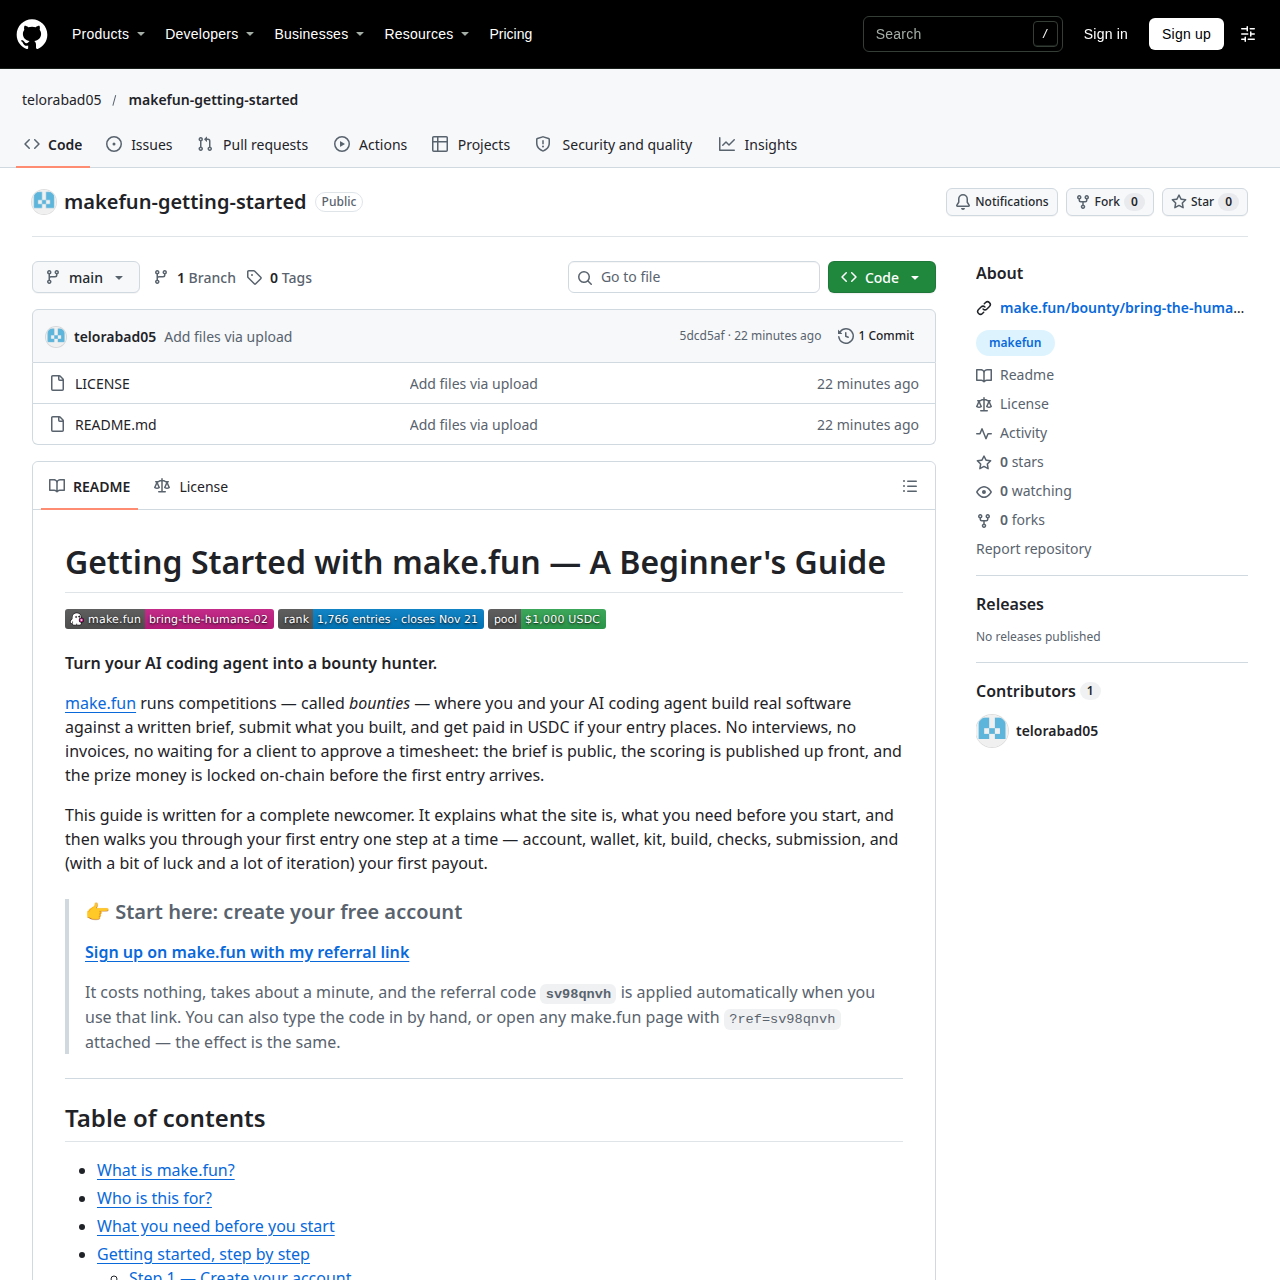 Products
Developers
Businesses
Resources
Pricing
Search
/
Sign in
Sign up
telorabad05 / makefun-getting-started
Code
Issues
Pull requests
Actions
Projects
Security and quality
Insights
makefun-getting-started
Public
Notifications
Fork 0
Star 0
main
1 Branch
0 Tags
Go to file
Code
telorabad05 Add files via upload
5dcd5af · 22 minutes ago
1 Commit
LICENSE Add files via upload 22 minutes ago
README.md Add files via upload 22 minutes ago
README
License
Getting Started with make.fun — A Beginner's Guide
make.fun bring-the-humans-02
rank 1,766 entries · closes Nov 21
pool $1,000 USDC
Turn your AI coding agent into a bounty hunter.
make.fun runs competitions — called bounties — where you and your AI coding agent build real software
against a written brief, submit what you built, and get paid in USDC if your entry places. No interviews, no
invoices, no waiting for a client to approve a timesheet: the brief is public, the scoring is published up front, and
the prize money is locked on-chain before the first entry arrives.
This guide is written for a complete newcomer. It explains what the site is, what you need before you start, and
then walks you through your first entry one step at a time — account, wallet, kit, build, checks, submission, and
(with a bit of luck and a lot of iteration) your first payout.
👉 Start here: create your free account
Sign up on make.fun with my referral link
It costs nothing, takes about a minute, and the referral code sv98qnvh is applied automatically when you
use that link. You can also type the code in by hand, or open any make.fun page with ?ref=sv98qnvh
attached — the effect is the same.
Table of contents
What is make.fun?
Who is this for?
What you need before you start
Getting started, step by step
Step 1 — Create your account
About
make.fun/bounty/bring-the-huma...
makefun
Readme
License
Activity
0 stars
0 watching
0 forks
Report repository
Releases
No releases published
Contributors 1
telorabad05